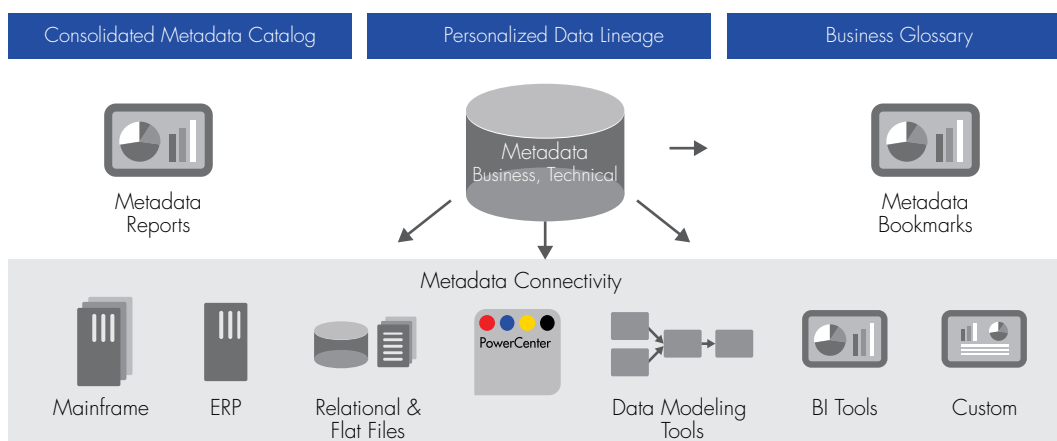 Consolidated Metadata Catalog
Personalized Data Lineage
Business Glossary
Metadata
Business, Technical
Metadata
Reports
Metadata
Bookmarks
Metadata Connectivity
PowerCenter
Mainframe
ERP
Relational &
Flat Files
Data Modeling
Tools
BI Tools
Custom